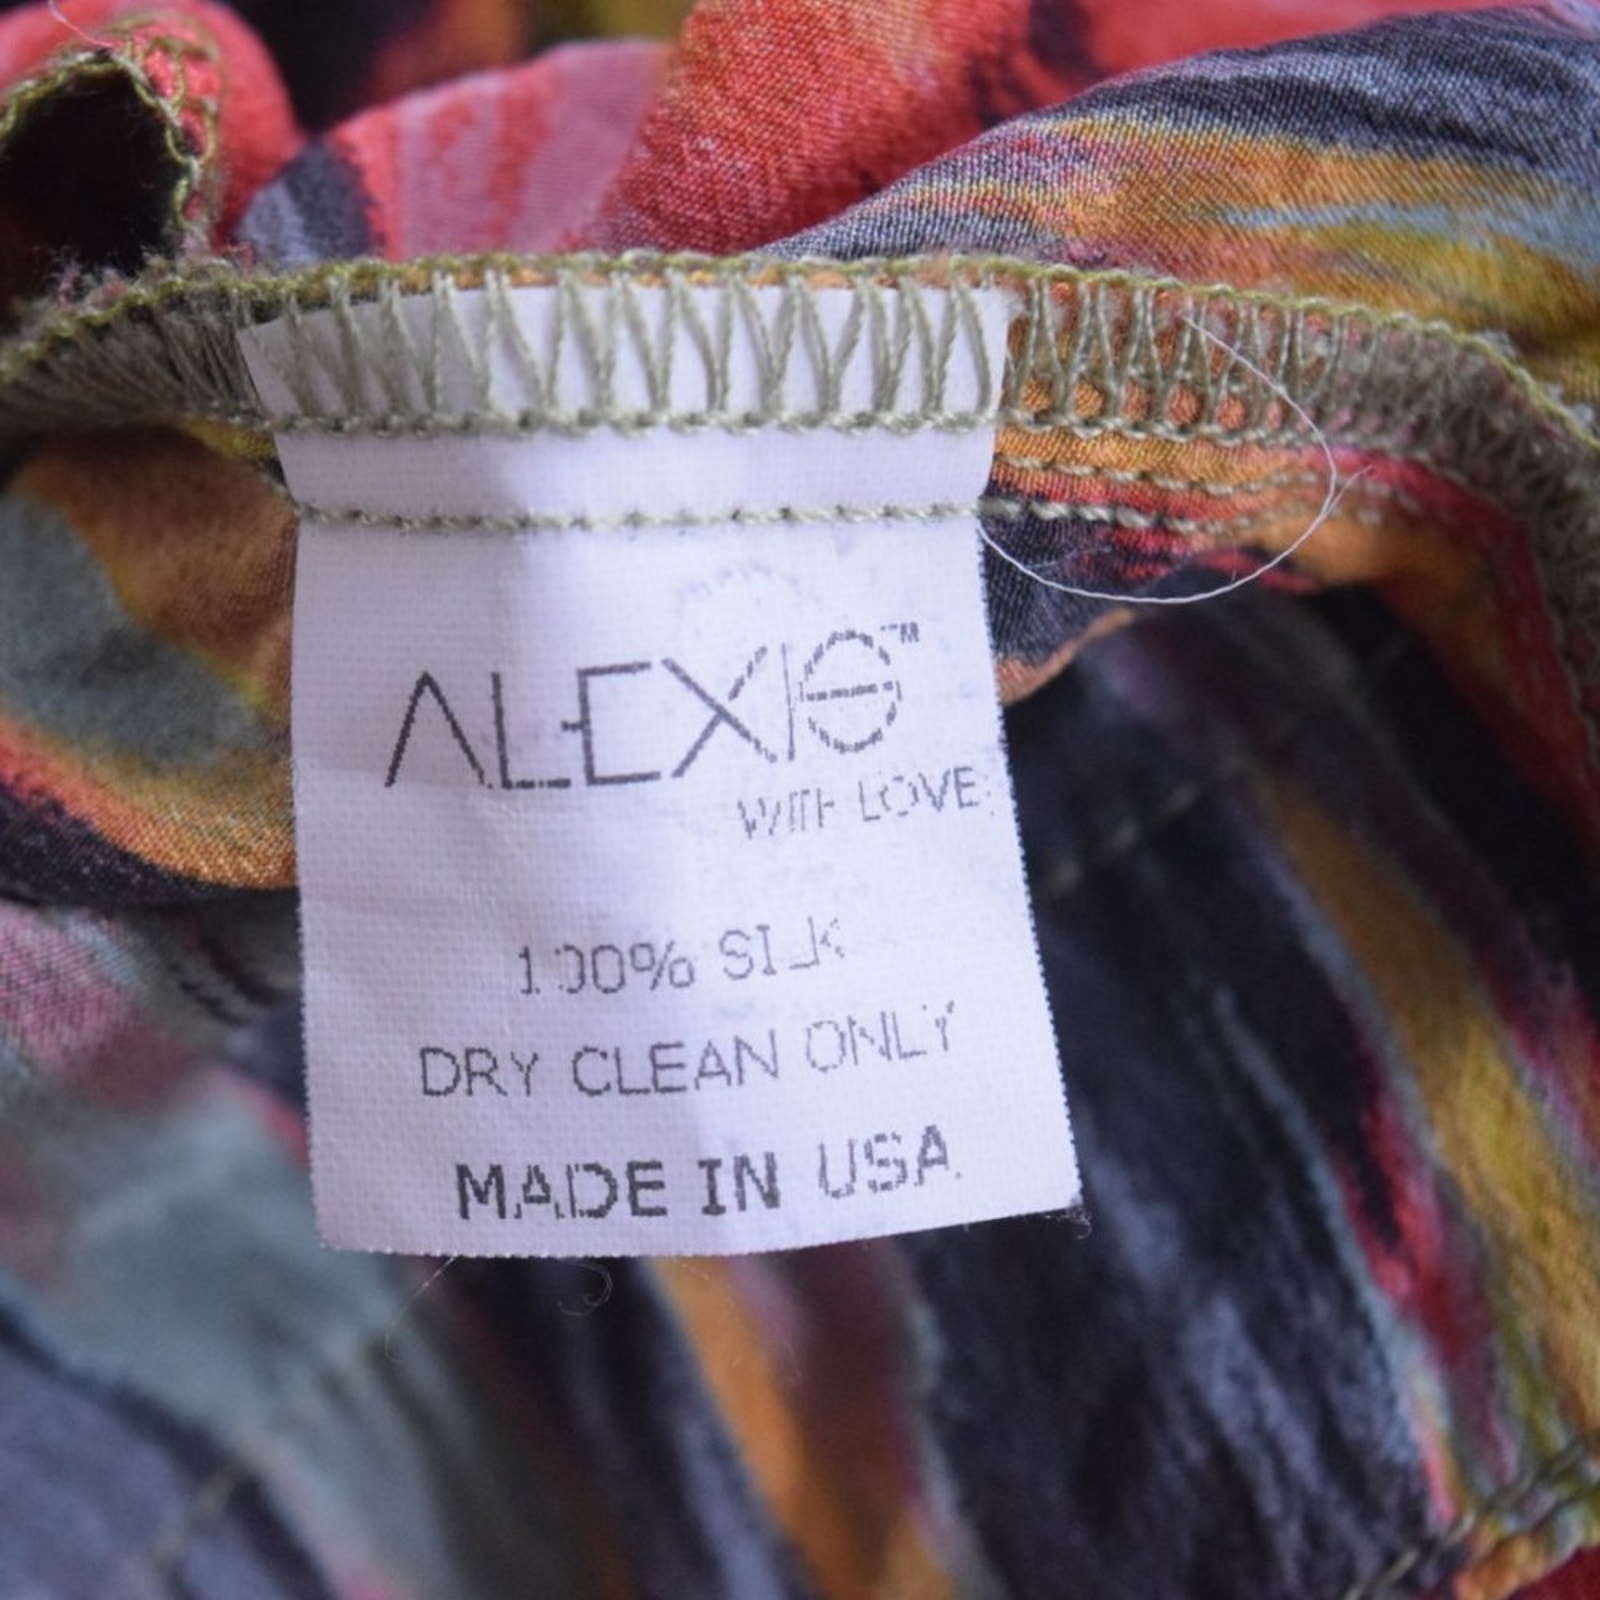 ALEXIS™
WITH LOVE
100% SILK
DRY CLEAN ONLY
MADE IN USA